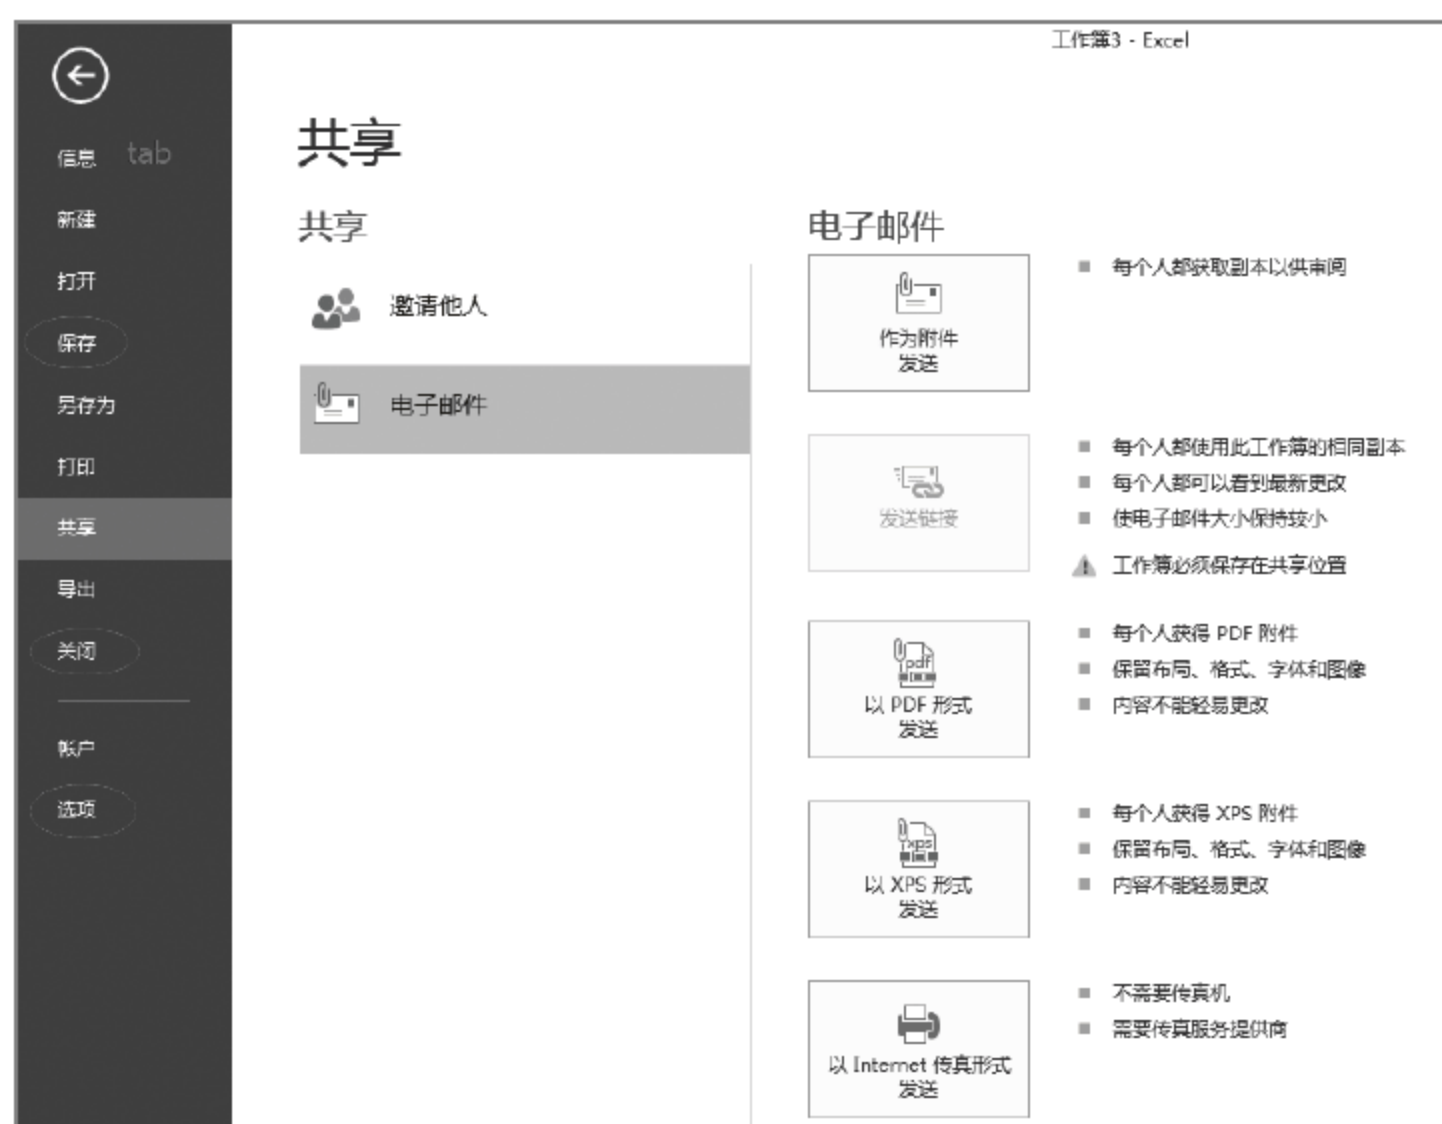 工作簿3 - Excel
信息 tab
新建
打开
保存
另存为
打印
共享
导出
关闭
帐户
选项
共享
共享
邀请他人
电子邮件
电子邮件
作为附件
发送
每个人都获取副本以供审阅
发送链接
每个人都使用此工作簿的相同副本
每个人都可以看到最新更改
使电子邮件大小保持较小
工作簿必须保存在共享位置
pdf
以 PDF 形式
发送
每个人获得 PDF 附件
保留布局、格式、字体和图像
内容不能轻易更改
xps
以 XPS 形式
发送
每个人获得 XPS 附件
保留布局、格式、字体和图像
内容不能轻易更改
以 Internet 传真形式
发送
不需要传真机
需要传真服务提供商